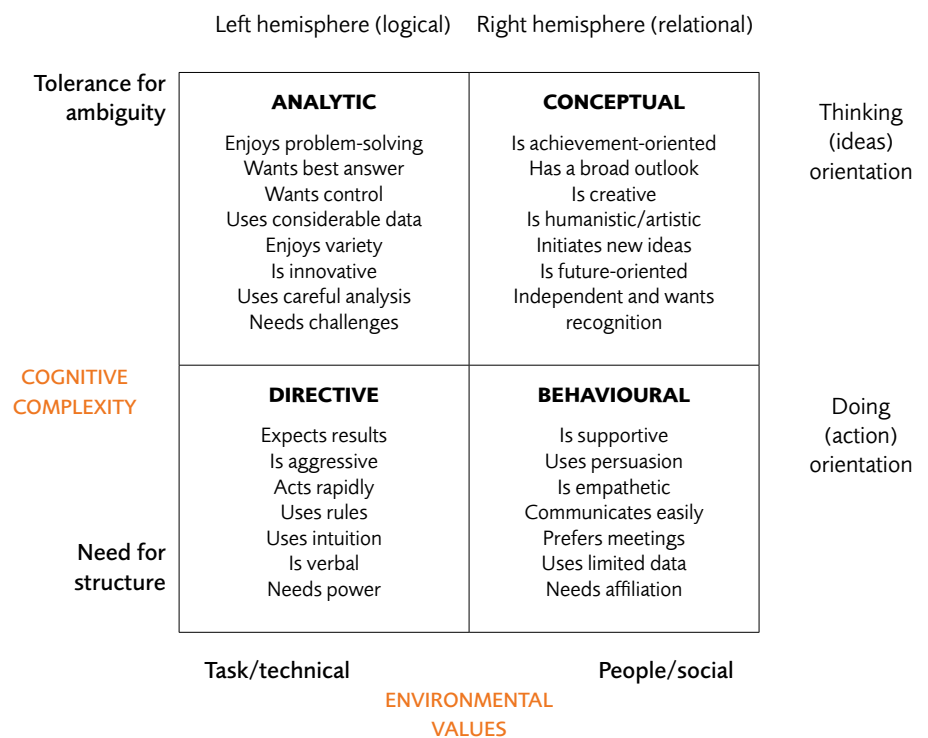 Left hemisphere (logical)
Right hemisphere (relational)
Tolerance for
ambiguity
ANALYTIC
Enjoys problem-solving
Wants best answer
Wants control
Uses considerable data
Enjoys variety
Is innovative
Uses careful analysis
Needs challenges
CONCEPTUAL
Is achievement-oriented
Has a broad outlook
Is creative
Is humanistic/artistic
Initiates new ideas
Is future-oriented
Independent and wants
recognition
Thinking
(ideas)
orientation
COGNITIVE
COMPLEXITY
DIRECTIVE
Expects results
Is aggressive
Acts rapidly
Uses rules
Uses intuition
Is verbal
Needs power
BEHAVIOURAL
Is supportive
Uses persuasion
Is empathetic
Communicates easily
Prefers meetings
Uses limited data
Needs affiliation
Doing
(action)
orientation
Need for
structure
Task/technical
People/social
ENVIRONMENTAL
VALUES